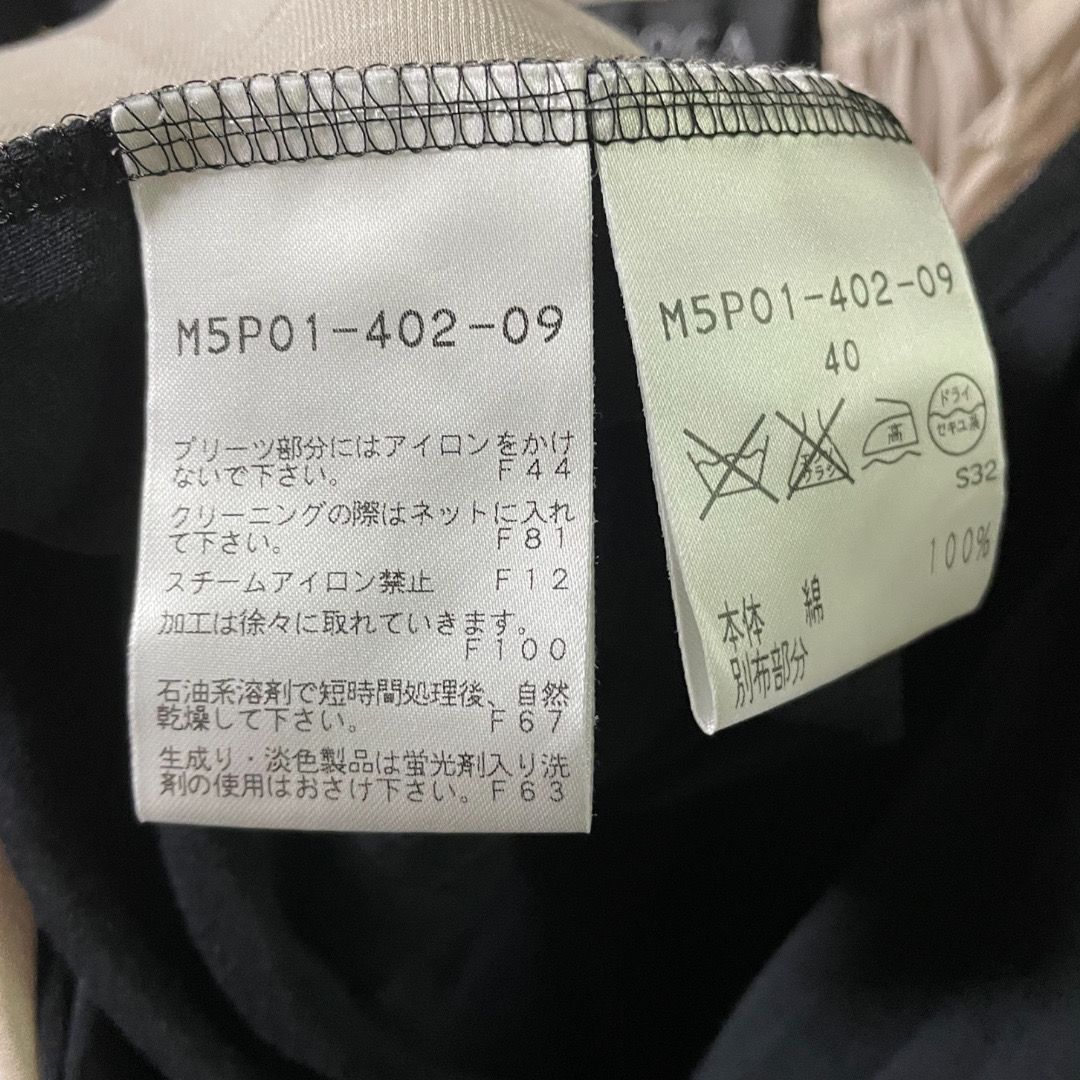 M5P01-402-09
プリーツ部分にはアイロンをかけ
ないで下さい。 F44
クリーニングの際はネットに入れ
て下さい。 F81
スチームアイロン禁止 F12
加工は徐々に取れていきます。
F100
石油系溶剤で短時間処理後、自然
乾燥して下さい。 F67
生成り・淡色製品は蛍光剤入り洗
剤の使用はおさけ下さい。F63
M5P01-402-09
40
高
ドライ
セキユ系
S32
100%
本体 綿
別布部分